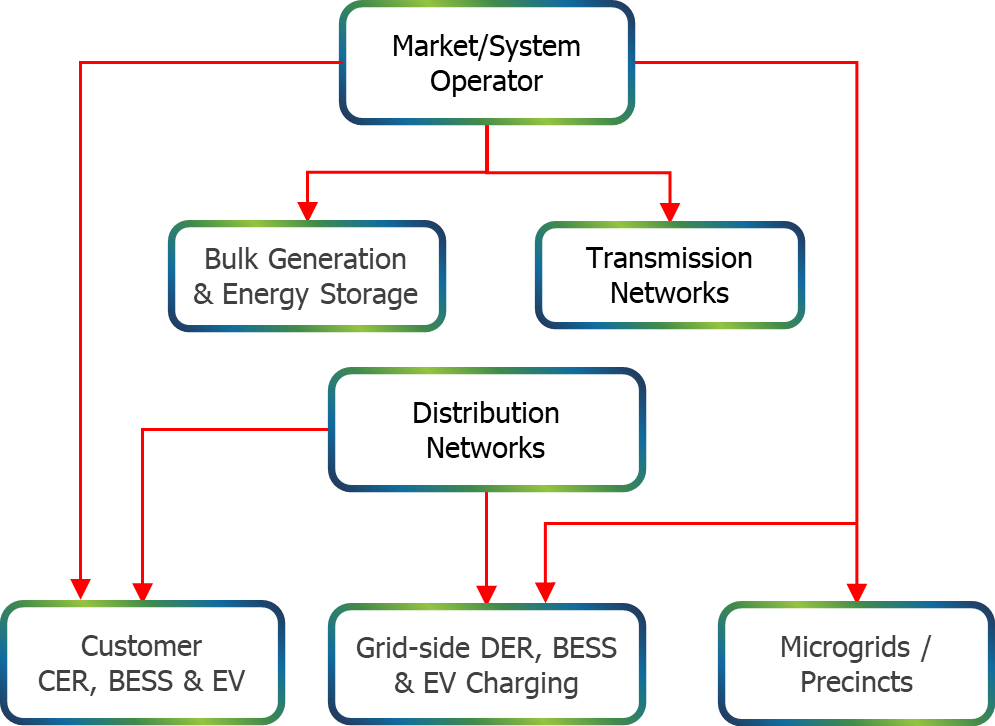 Market/System
Operator
Bulk Generation
& Energy Storage
Transmission
Networks
Distribution
Networks
Customer
CER, BESS & EV
Grid-side DER, BESS
& EV Charging
Microgrids /
Precincts